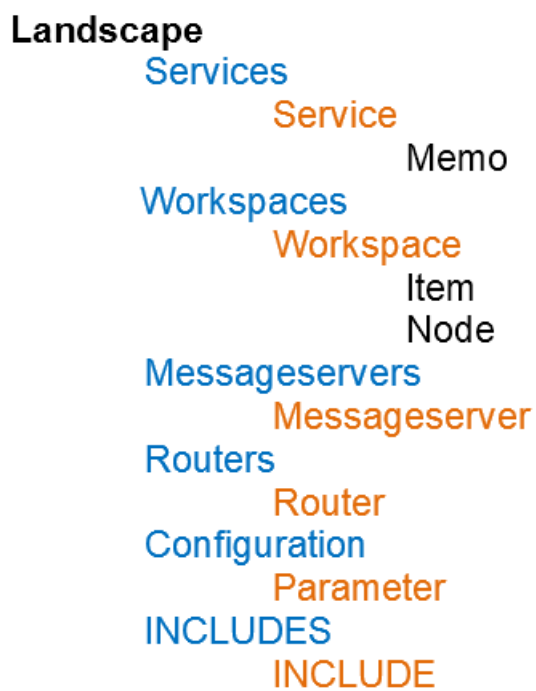 Landscape
Services
Service
Memo
Workspaces
Workspace
Item
Node
Messageservers
Messageserver
Routers
Router
Configuration
Parameter
INCLUDES
INCLUDE